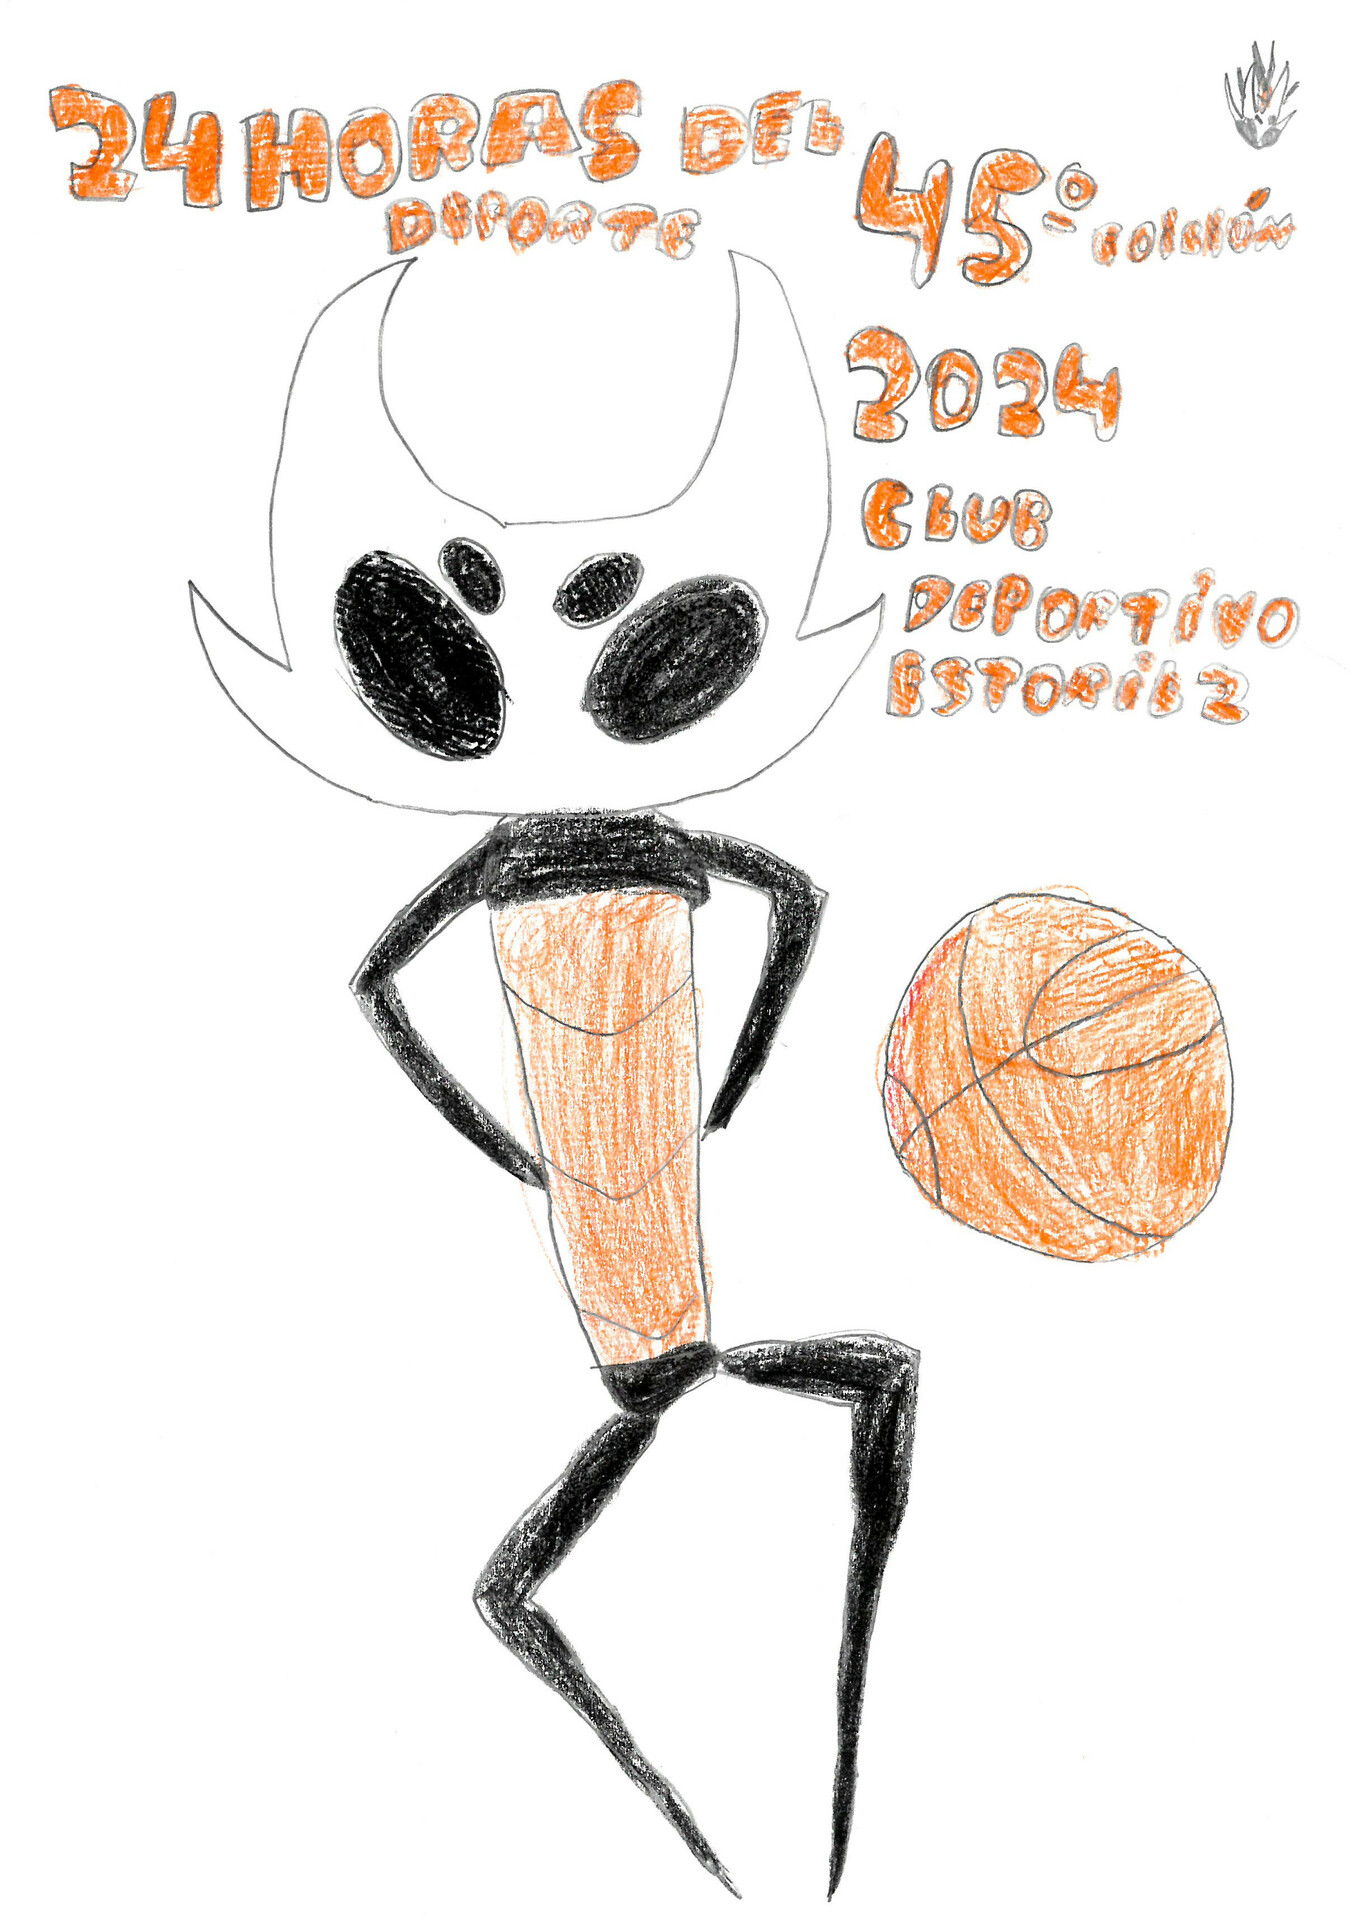 24 HORAS DEL
DEPORTE
45º EDICIÓN
2024
CLUB
DEPORTIVO
ESTORIL 2